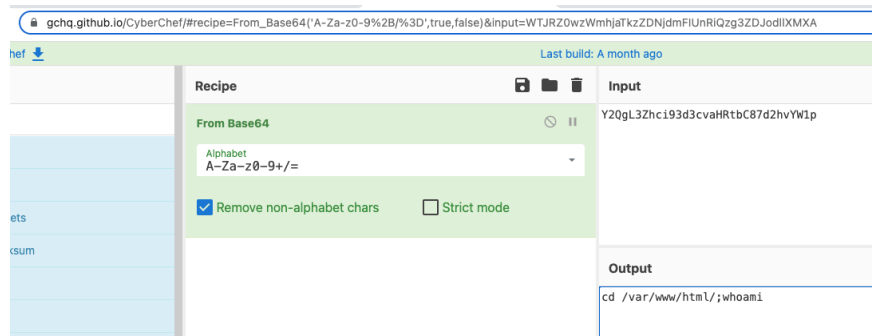 gchq.github.io/CyberChef/#recipe=From_Base64('A-Za-z0-9%2B/%3D',true,false)&input=WTJRZ0wzWmhjaTkzZDNjdmFIUnRiQzg3ZDJodllXMXA
hef
Last build: A month ago
Recipe
Input
From Base64
Y2QgL3Zhci93d3cvaHRtbC87d2hvYW1p
Alphabet
A-Za-z0-9+/=
Remove non-alphabet chars
Strict mode
ets
ksum
Output
cd /var/www/html/;whoami